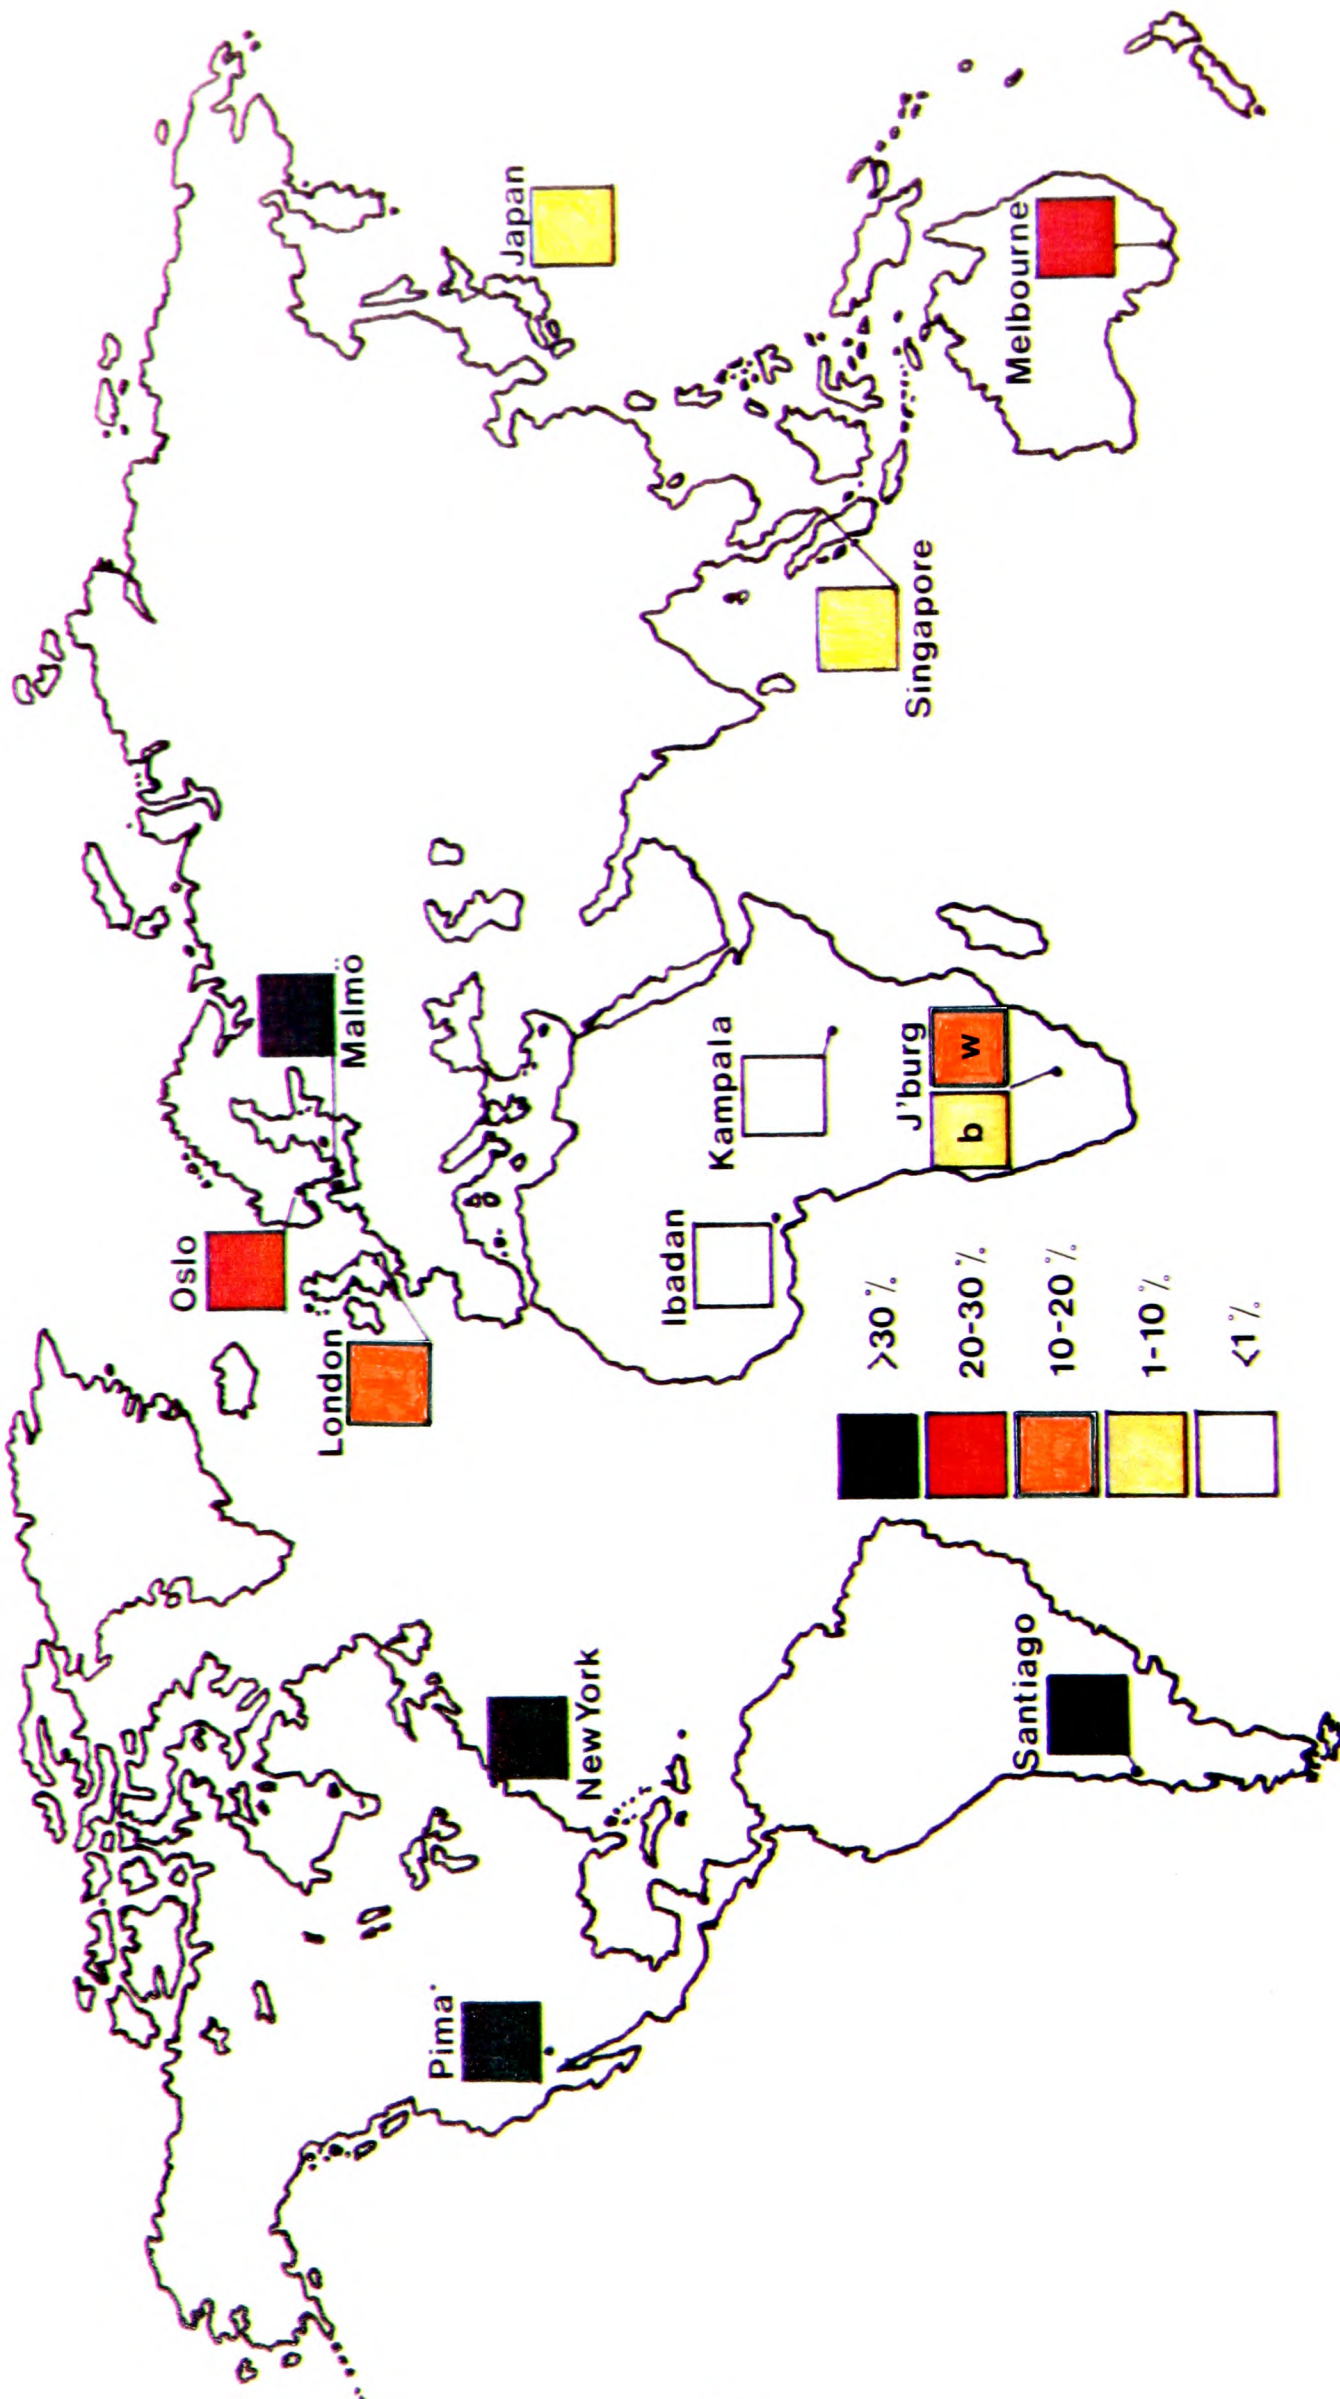 Oslo
Malmö
London
Pima
New York
Japan
Ibadan
Kampala
Singapore
J'burg
b
w
Melbourne
Santiago
>30%
20-30%
10-20%
1-10%
<1%